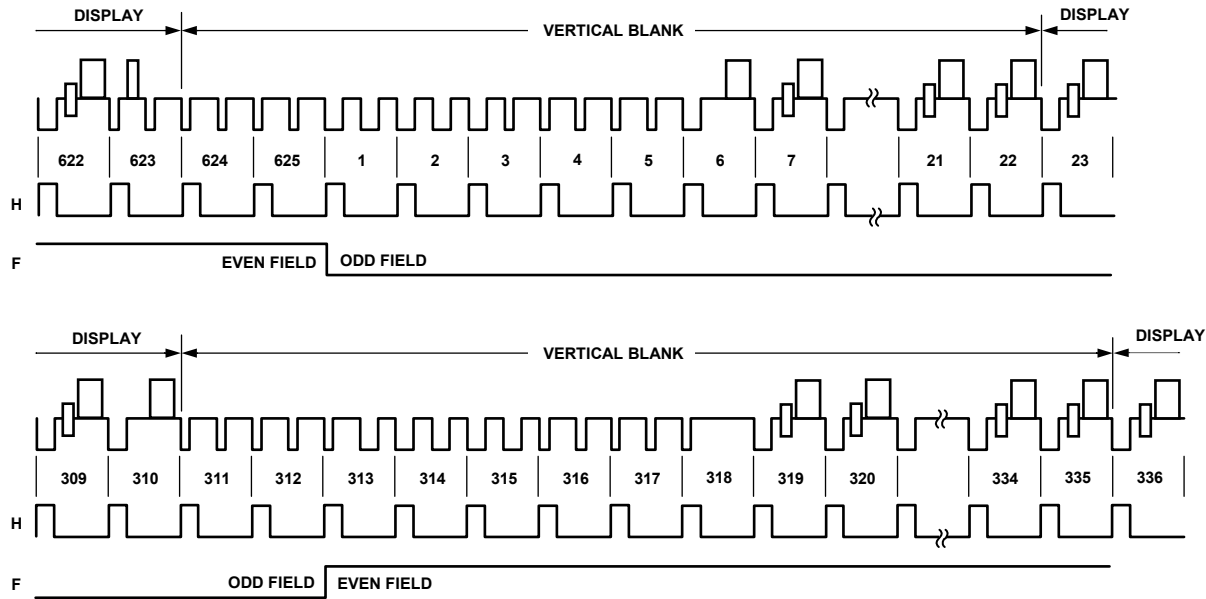 DISPLAY VERTICAL BLANK DISPLAY
622 623 624 625 1 2 3 4 5 6 7 21 22 23
H
F EVEN FIELD ODD FIELD
DISPLAY VERTICAL BLANK DISPLAY
309 310 311 312 313 314 315 316 317 318 319 320 334 335 336
H
F ODD FIELD EVEN FIELD